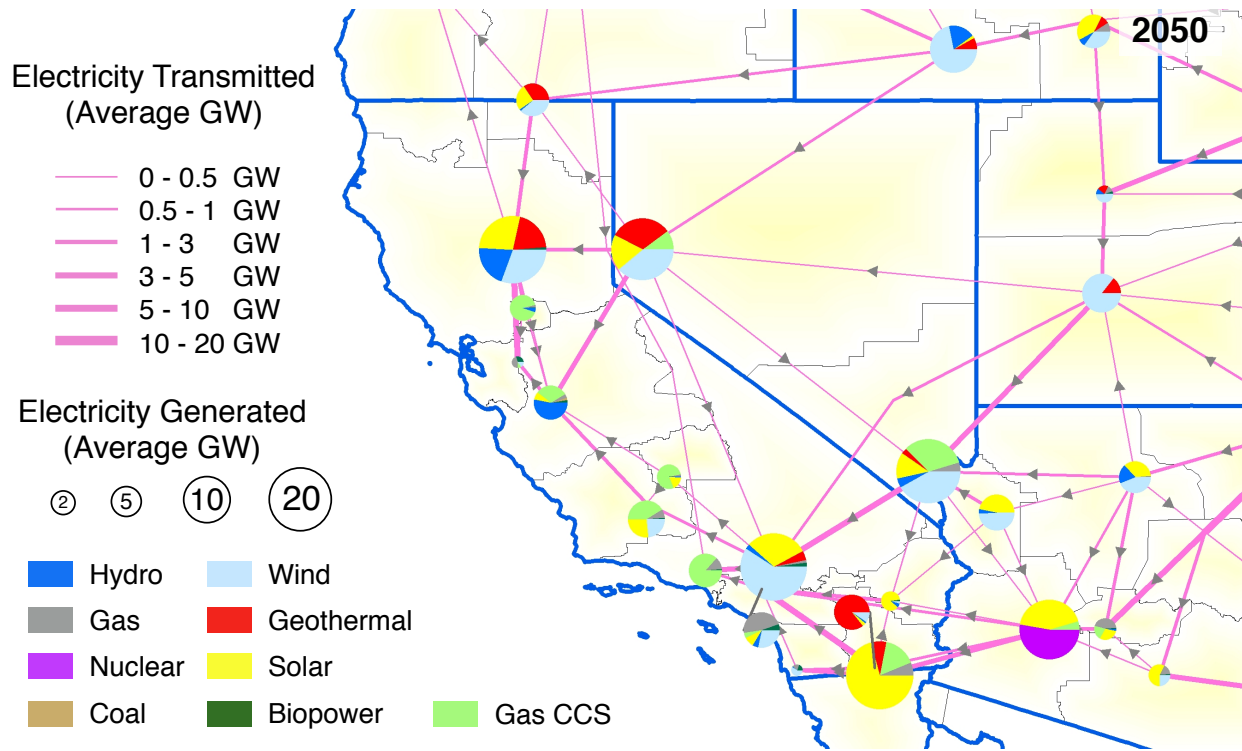 2050
Electricity Transmitted
(Average GW)
0 - 0.5 GW
0.5 - 1 GW
1 - 3 GW
3 - 5 GW
5 - 10 GW
10 - 20 GW
Electricity Generated
(Average GW)
2 5 10 20
Hydro Wind
Gas Geothermal
Nuclear Solar
Coal Biopower Gas CCS